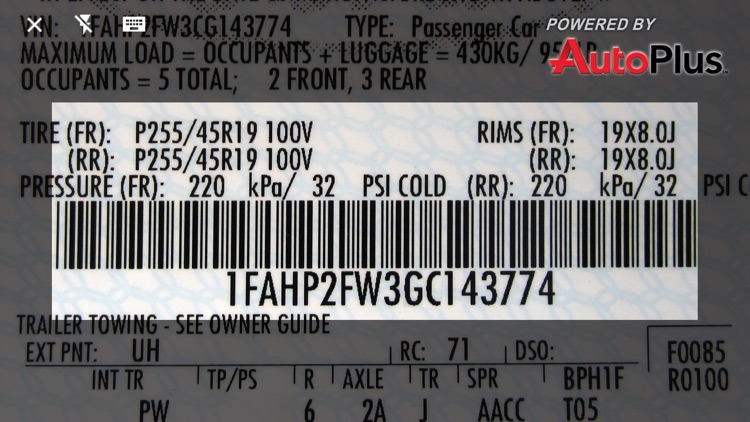 TYPE: Passenger Car
POWERED BY
AutoPlus
MAXIMUM LOAD = OCCUPANTS + LUGGAGE = 430KG/
OCCUPANTS = 5 TOTAL; 2 FRONT, 3 REAR
TIRE (FR): P255/45R19 100V RIMS (FR): 19X8.0J
(RR): P255/45R19 100V (RR): 19X8.0J
PRESSURE (FR): 220 kPa/ 32 PSI COLD (RR): 220 kPa/ 32 PSI C
1FAHP2FW3GC143774
TRAILER TOWING - SEE OWNER GUIDE
EXT PNT: UH RC: 71 DSO: F0085
INT TR TP/PS R AXLE TR SPR BPH1F R0100
PW 6 2A J AACC T05